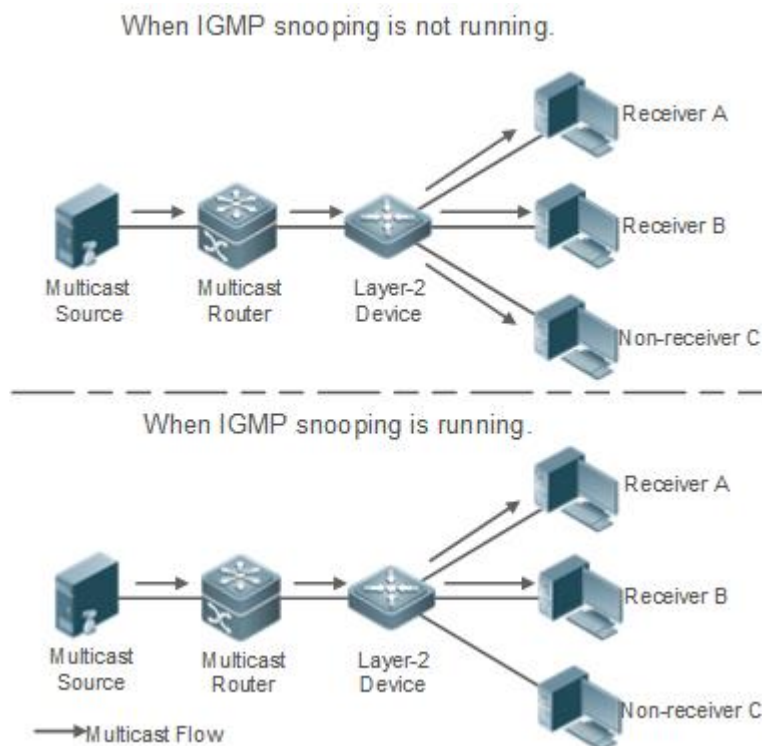 When IGMP snooping is not running.
Receiver A
Receiver B
Multicast
Source
Multicast
Router
Layer-2
Device
Non-receiver C
When IGMP snooping is running.
Receiver A
Receiver B
Multicast
Source
Multicast
Router
Layer-2
Device
Non-receiver C
Multicast Flow